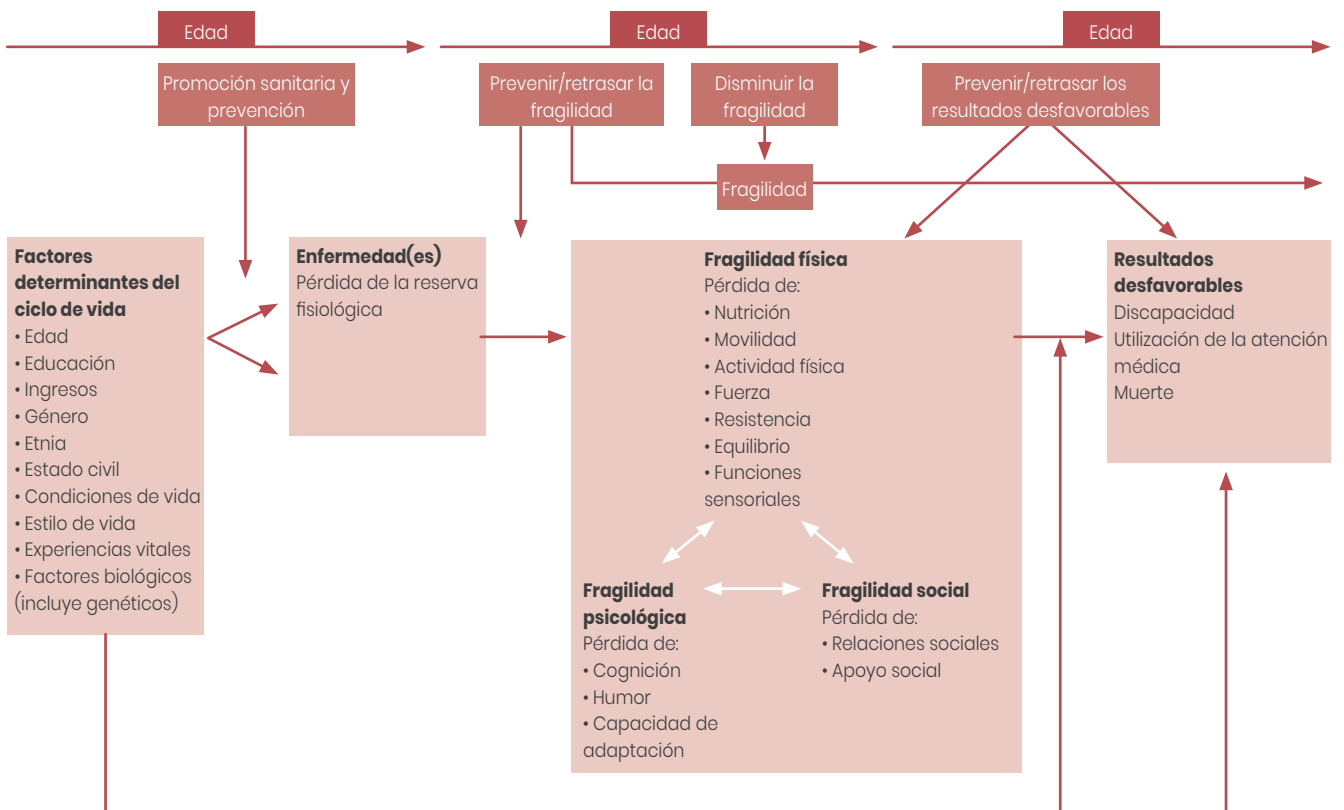 Edad
Edad
Edad
Promoción sanitaria y
prevención
Prevenir/retrasar la
fragilidad
Disminuir la
fragilidad
Prevenir/retrasar los
resultados desfavorables
Fragilidad
Factores
determinantes del
ciclo de vida
• Edad
• Educación
• Ingresos
• Género
• Etnia
• Estado civil
• Condiciones de vida
• Estilo de vida
• Experiencias vitales
• Factores biológicos
(incluye genéticos)
Enfermedad(es)
Pérdida de la reserva
fisiológica
Fragilidad física
Pérdida de:
• Nutrición
• Movilidad
• Actividad física
• Fuerza
• Resistencia
• Equilibrio
• Funciones
sensoriales
Fragilidad
psicológica
Pérdida de:
• Cognición
• Humor
• Capacidad de
adaptación
Fragilidad social
Pérdida de:
• Relaciones sociales
• Apoyo social
Resultados
desfavorables
Discapacidad
Utilización de la atención
médica
Muerte